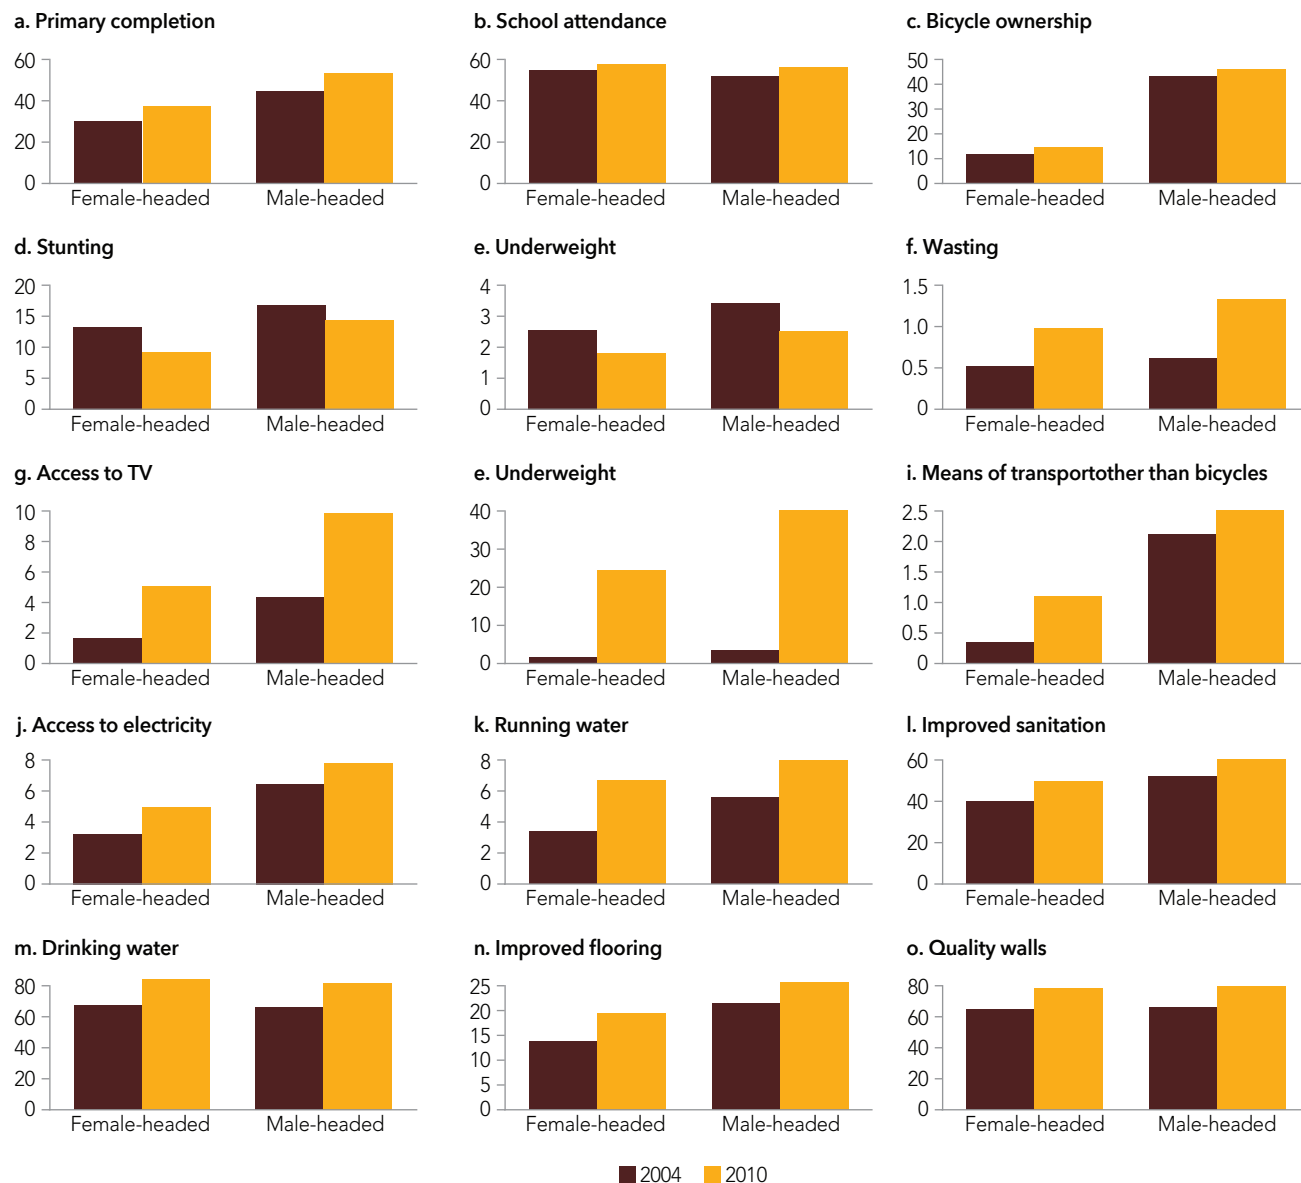 a. Primary completion
60
40
20
0
Female-headed Male-headed
b. School attendance
60
40
20
0
Female-headed Male-headed
c. Bicycle ownership
50
40
30
20
10
0
Female-headed Male-headed
d. Stunting
20
15
10
5
0
Female-headed Male-headed
e. Underweight
4
3
2
1
0
Female-headed Male-headed
f. Wasting
1.5
1.0
0.5
0
Female-headed Male-headed
g. Access to TV
10
8
6
4
2
0
Female-headed Male-headed
e. Underweight
40
30
20
10
0
Female-headed Male-headed
i. Means of transportother than bicycles
2.5
2.0
1.5
1.0
0.5
0
Female-headed Male-headed
j. Access to electricity
8
6
4
2
0
Female-headed Male-headed
k. Running water
8
6
4
2
0
Female-headed Male-headed
l. Improved sanitation
60
40
20
0
Female-headed Male-headed
m. Drinking water
80
60
40
20
0
Female-headed Male-headed
n. Improved flooring
25
20
15
10
5
0
Female-headed Male-headed
o. Quality walls
80
60
40
20
0
Female-headed Male-headed
2004 2010